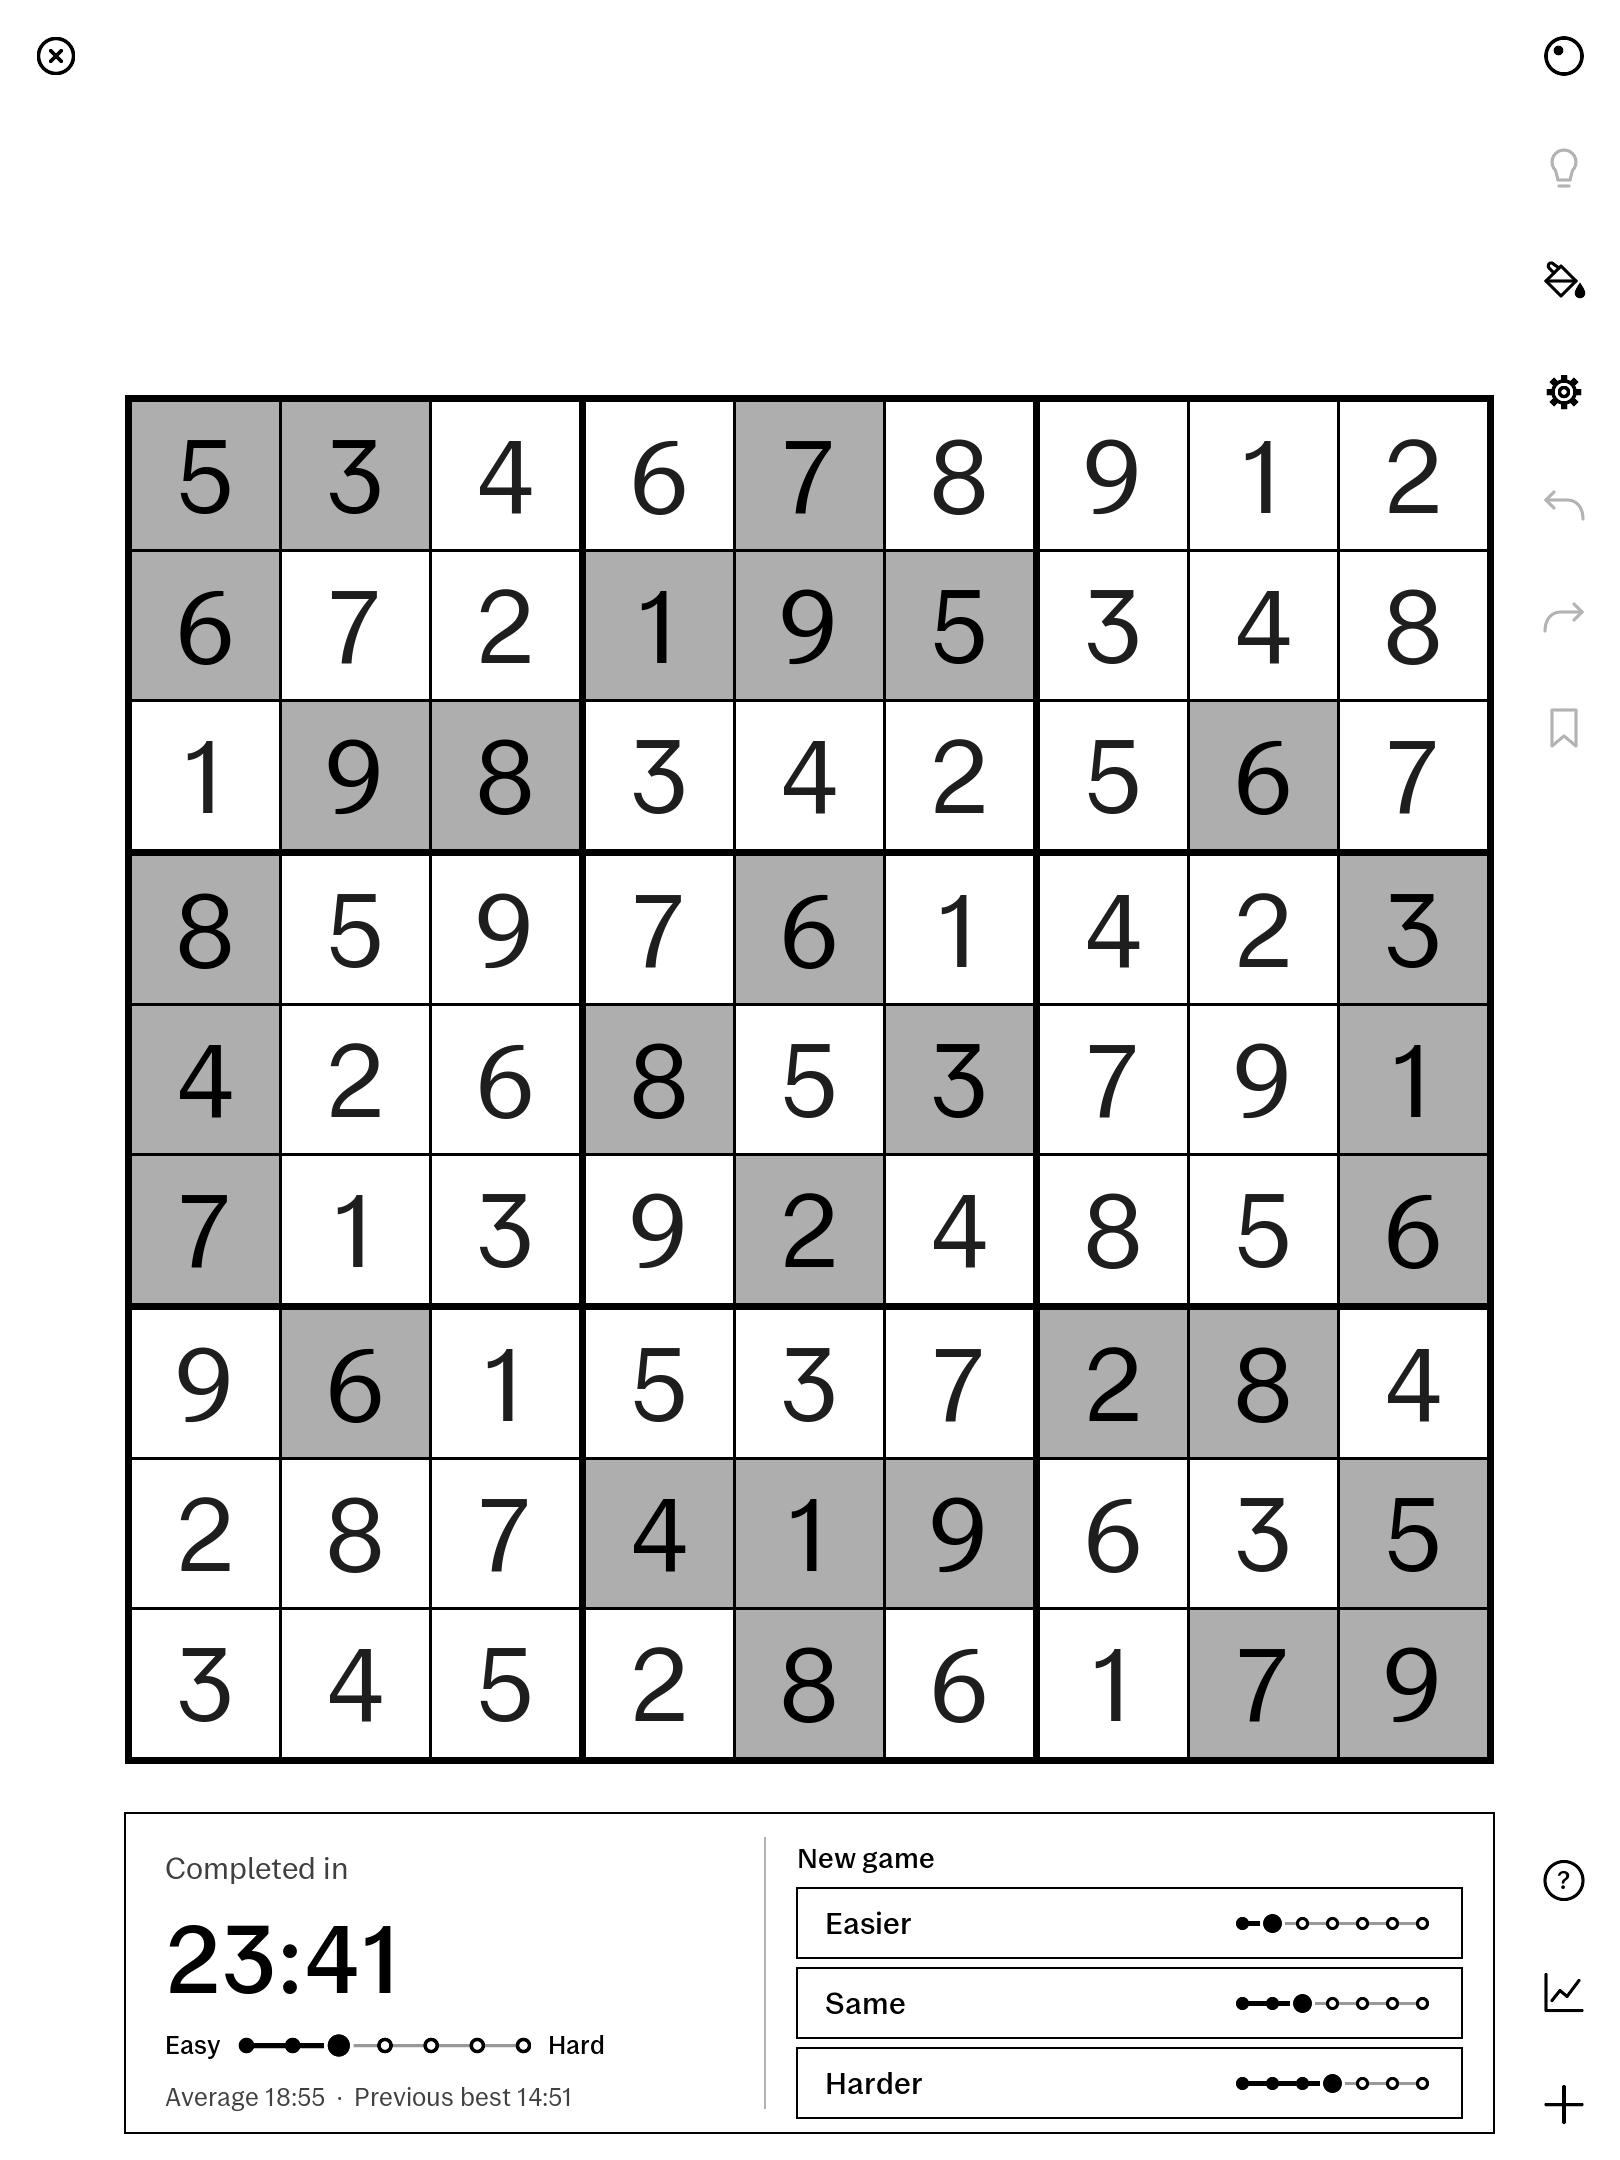 5 3 4 6 7 8 9 1 2
6 7 2 1 9 5 3 4 8
1 9 8 3 4 2 5 6 7
8 5 9 7 6 1 4 2 3
4 2 6 8 5 3 7 9 1
7 1 3 9 2 4 8 5 6
9 6 1 5 3 7 2 8 4
2 8 7 4 1 9 6 3 5
3 4 5 2 8 6 1 7 9
Completed in
23:41
Easy Hard
Average 18:55 · Previous best 14:51
New game
Easier
Same
Harder
?